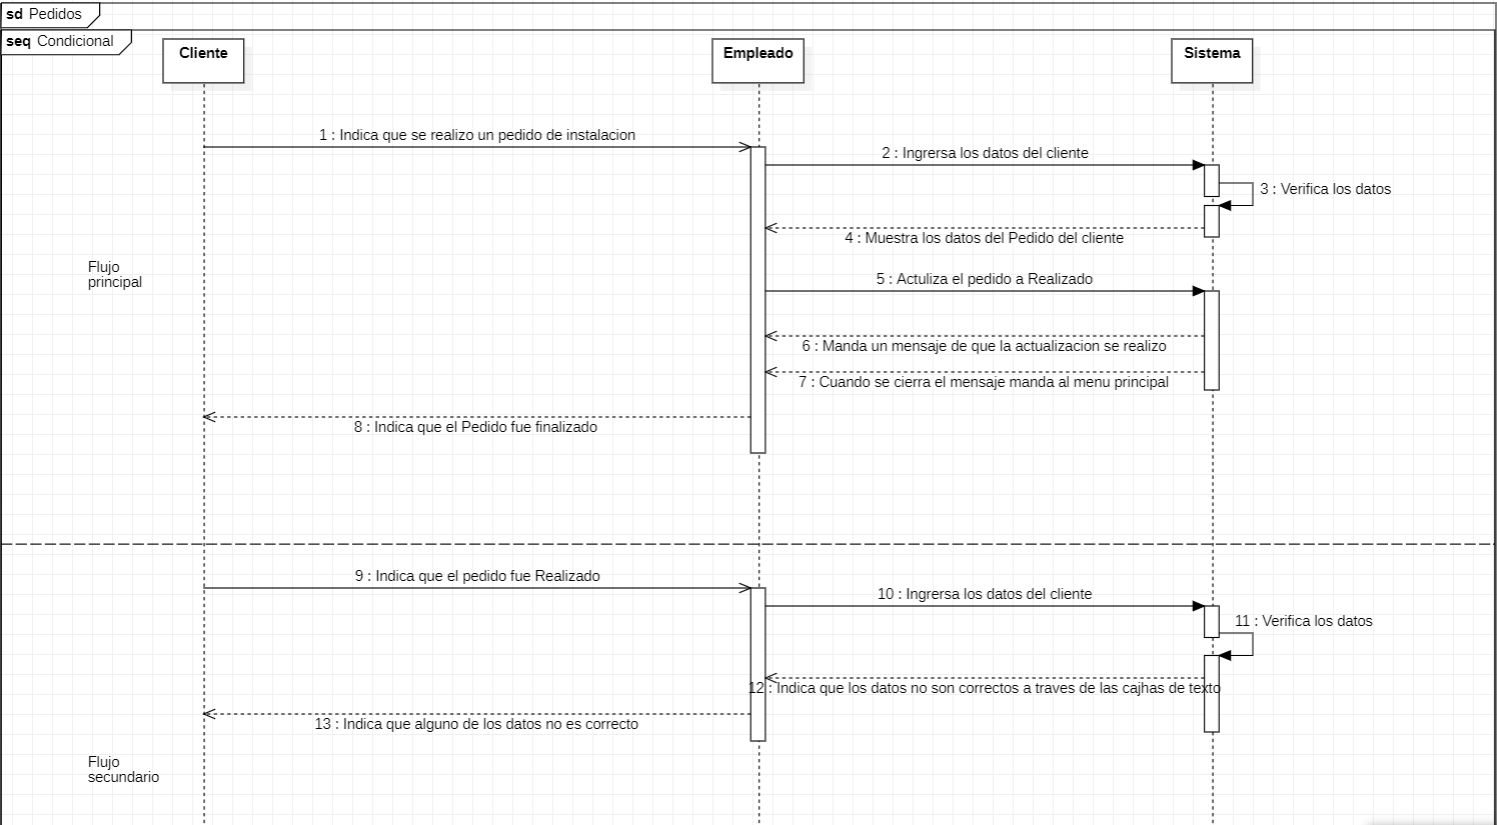 sd Pedidos
seq Condicional
Cliente
Empleado
Sistema
1 : Indica que se realizo un pedido de instalacion
2 : Ingrersa los datos del cliente
3 : Verifica los datos
4 : Muestra los datos del Pedido del cliente
Flujo
principal
5 : Actuliza el pedido a Realizado
6 : Manda un mensaje de que la actualizacion se realizo
7 : Cuando se cierra el mensaje manda al menu principal
8 : Indica que el Pedido fue finalizado
9 : Indica que el pedido fue Realizado
10 : Ingrersa los datos del cliente
11 : Verifica los datos
12 : Indica que los datos no son correctos a traves de las cajhas de texto
13 : Indica que alguno de los datos no es correcto
Flujo
secundario